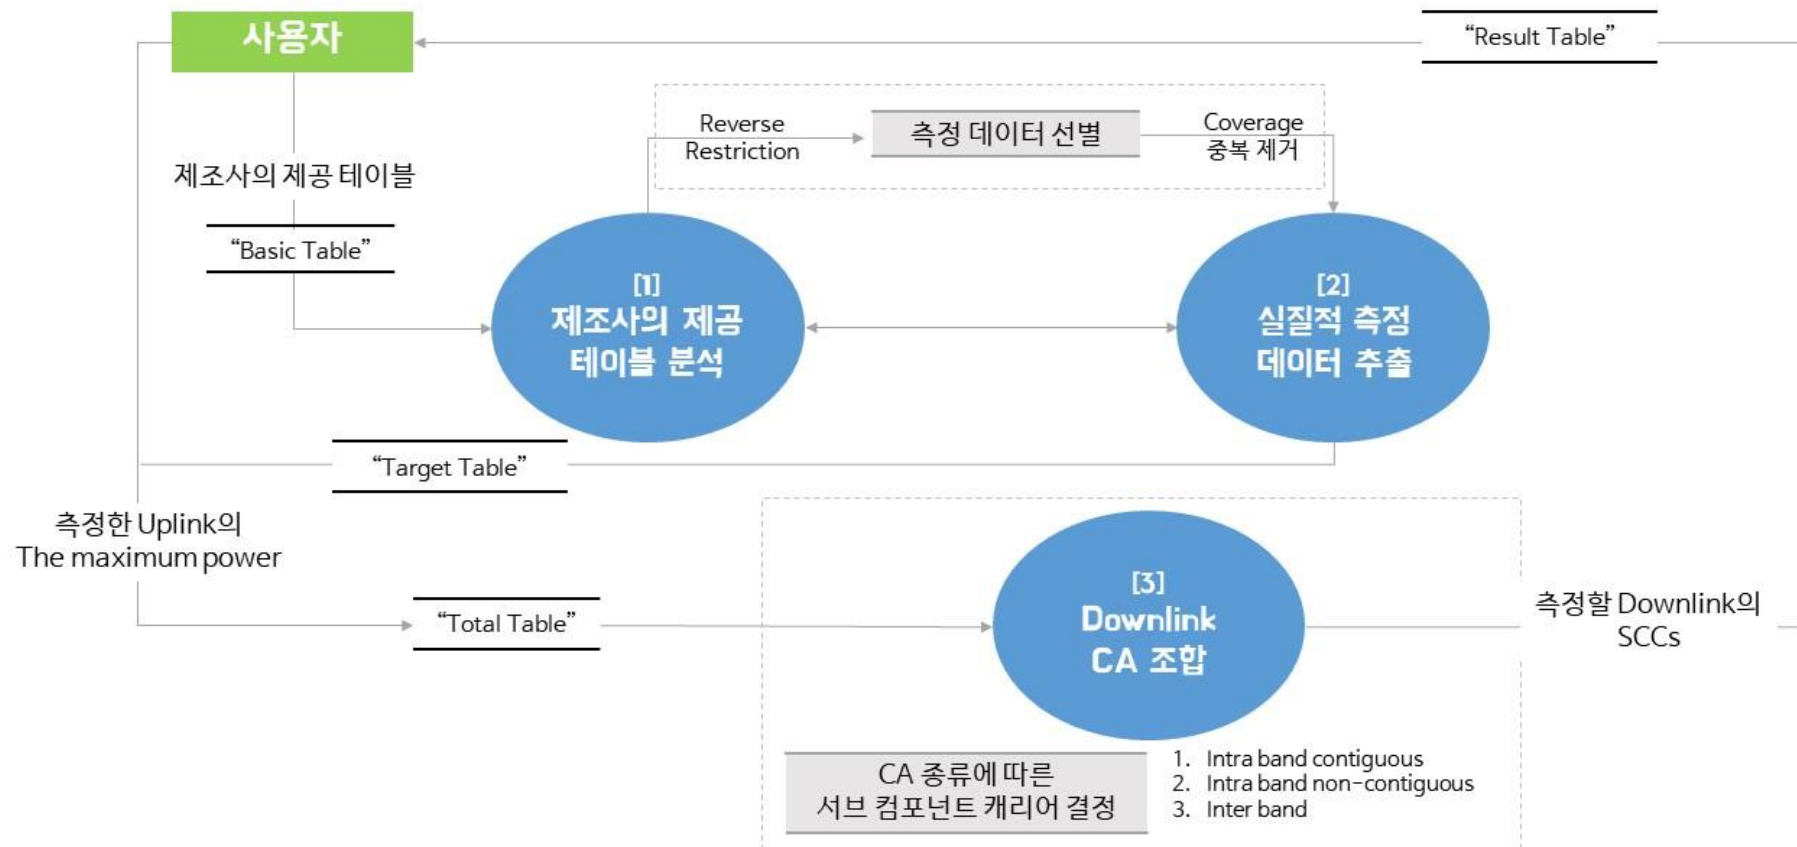 사용자
“Result Table”
Reverse
Restriction
측정 데이터 선별
Coverage
중복 제거
제조사의 제공 테이블
“Basic Table”
[1]
제조사의 제공
테이블 분석
[2]
실질적 측정
데이터 추출
“Target Table”
측정한 Uplink의
The maximum power
“Total Table”
[3]
Downlink
CA 조합
측정할 Downlink의
SCCs
CA 종류에 따른
서브 컴포넌트 캐리어 결정
1. Intra band contiguous
2. Intra band non-contiguous
3. Inter band